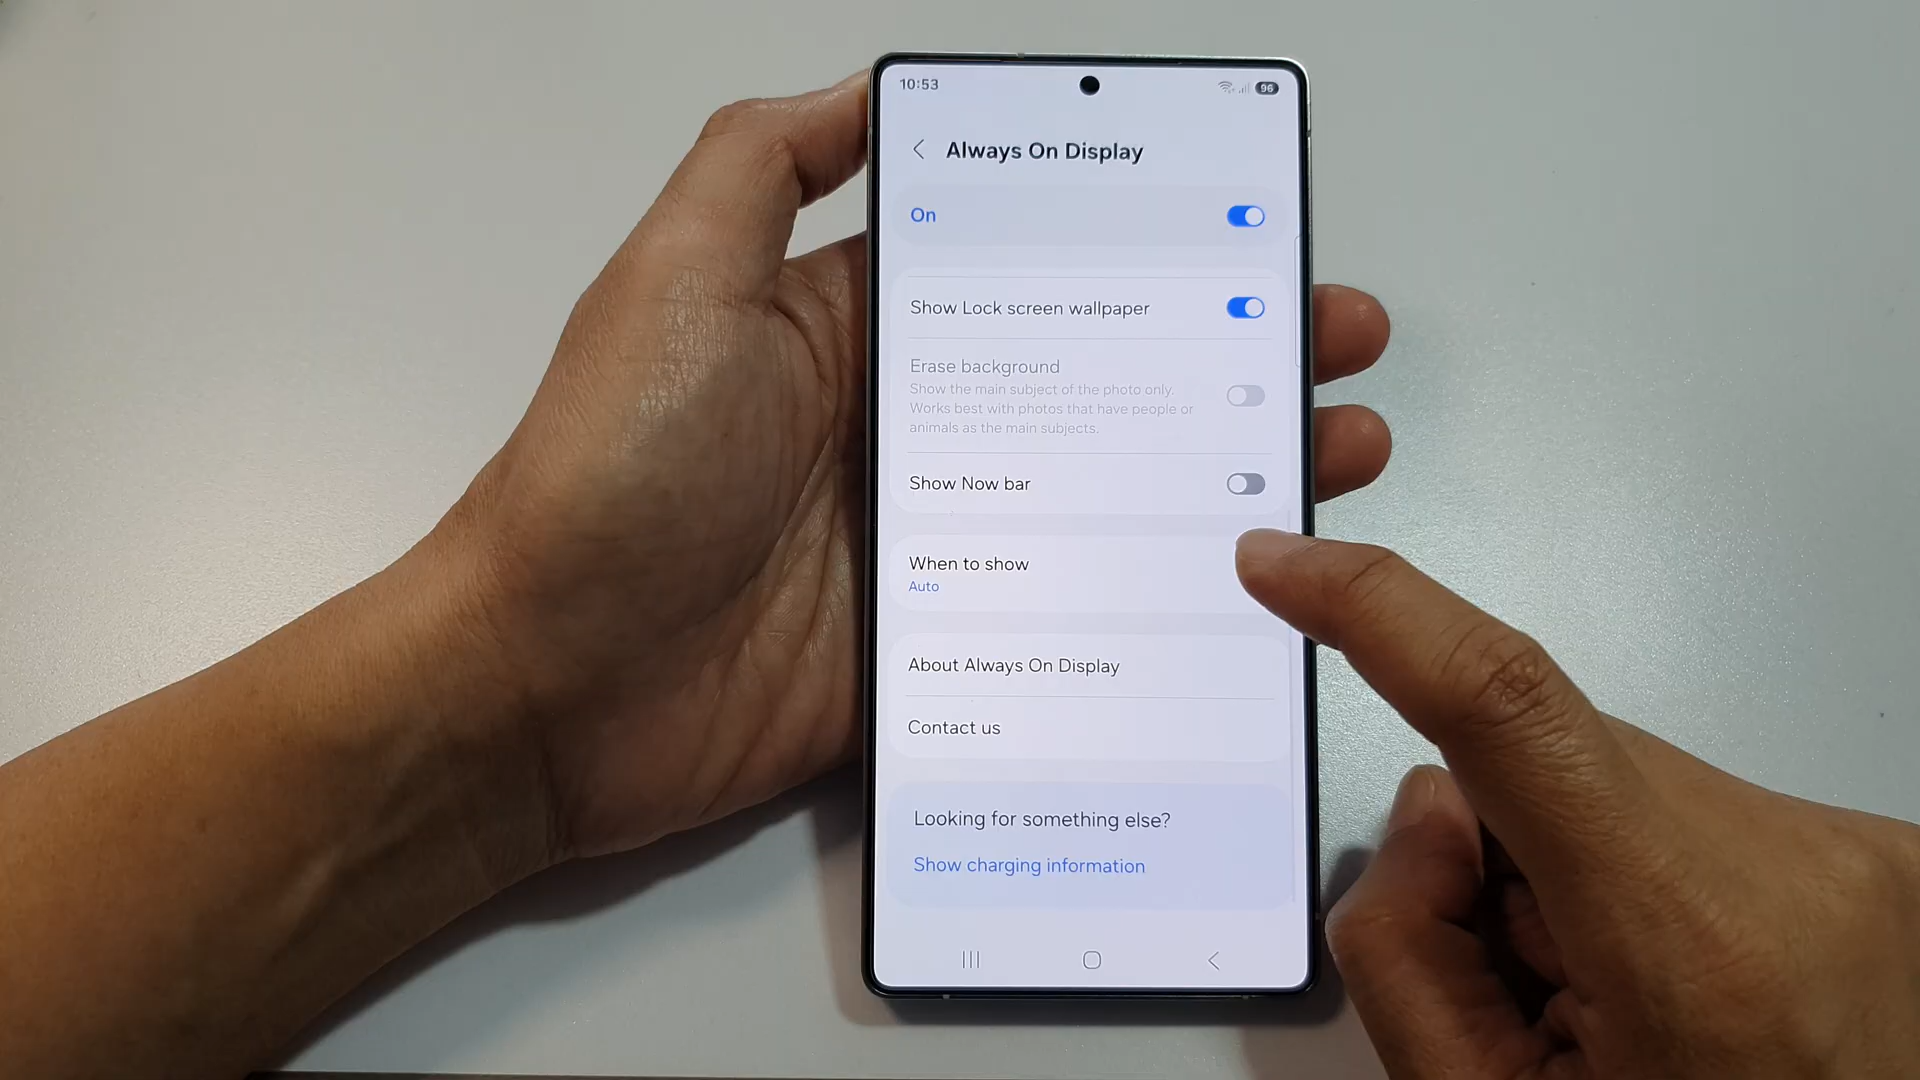 10:53
96
Always On Display
On
Show Lock screen wallpaper
Erase background
Show the main subject of the photo only.
Works best with photos that have people or
animals as the main subjects.
Show Now bar
When to show
Auto
About Always On Display
Contact us
Looking for something else?
Show charging information